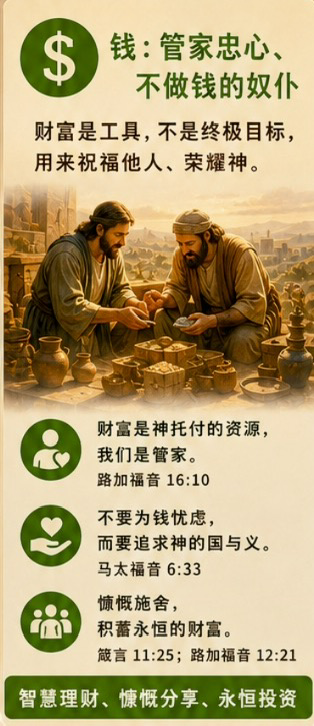 $
钱：管家忠心、
不做钱的奴仆
财富是工具，不是终极目标，
用来祝福他人、荣耀神。
财富是神托付的资源，
我们是管家。
路加福音 16:10
不要为钱忧虑，
而要追求神的国与义。
马太福音 6:33
慷慨施舍，
积蓄永恒的财富。
箴言 11:25；路加福音 12:21
智慧理财、慷慨分享、永恒投资